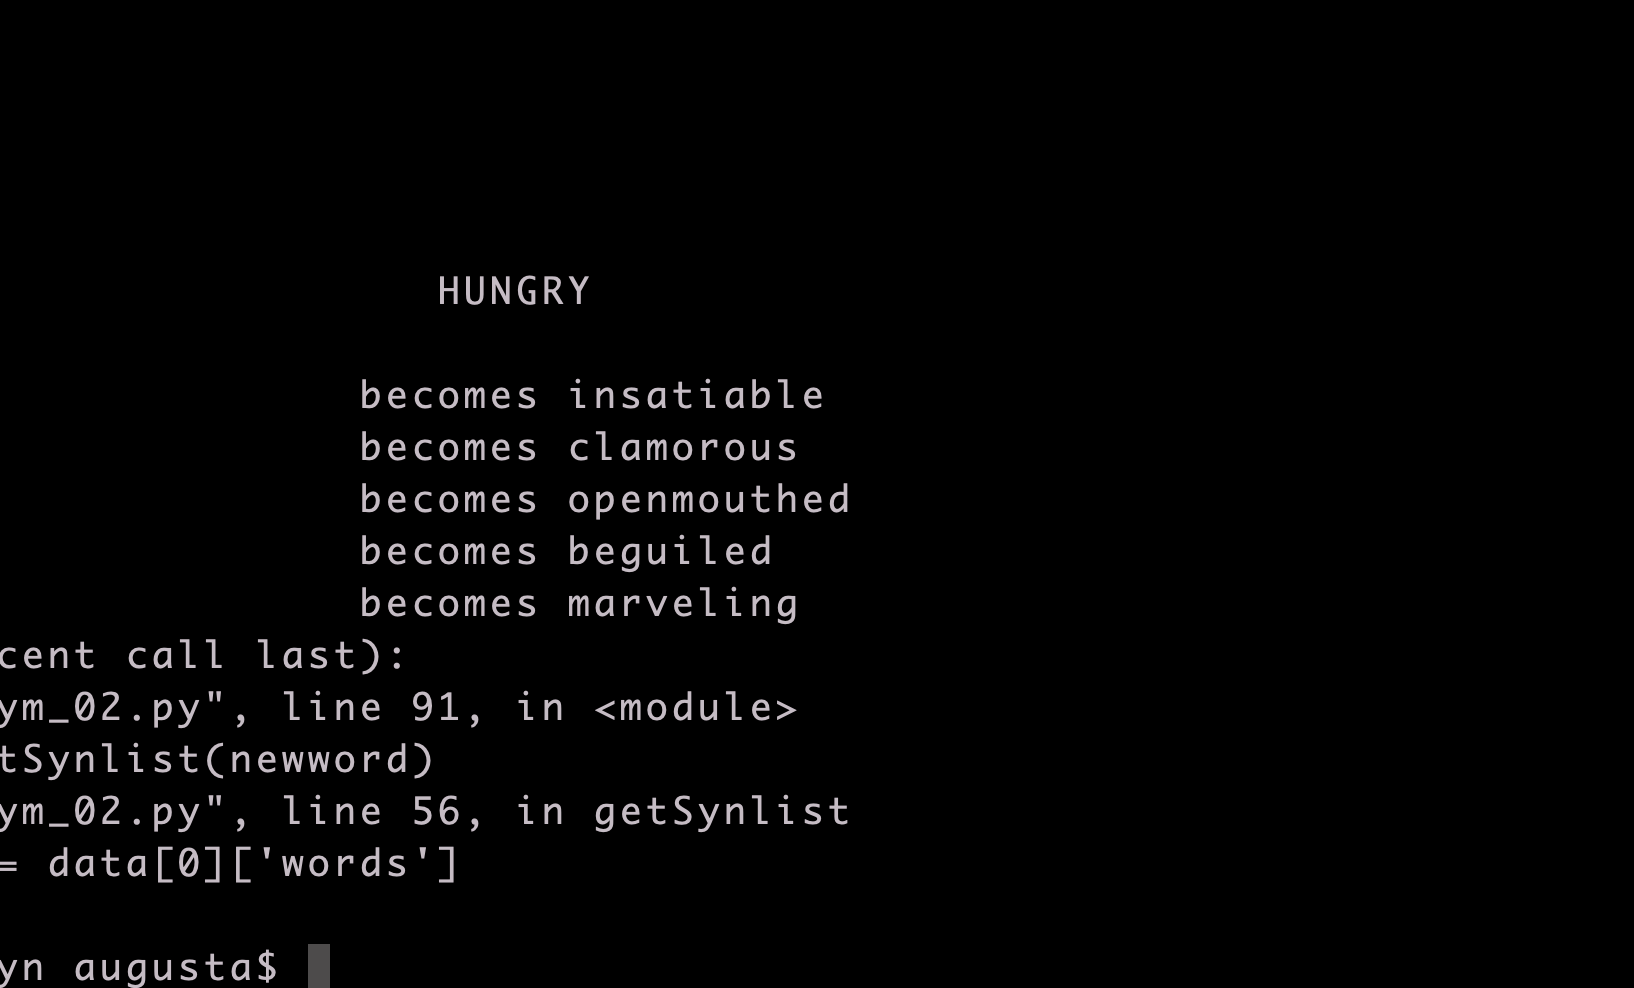 HUNGRY
becomes insatiable
becomes clamorous
becomes openmouthed
becomes beguiled
becomes marveling
cent call last):
ym_02.py", line 91, in <module>
tSynlist(newword)
ym_02.py", line 56, in getSynlist
= data[0]['words']
yn augusta$